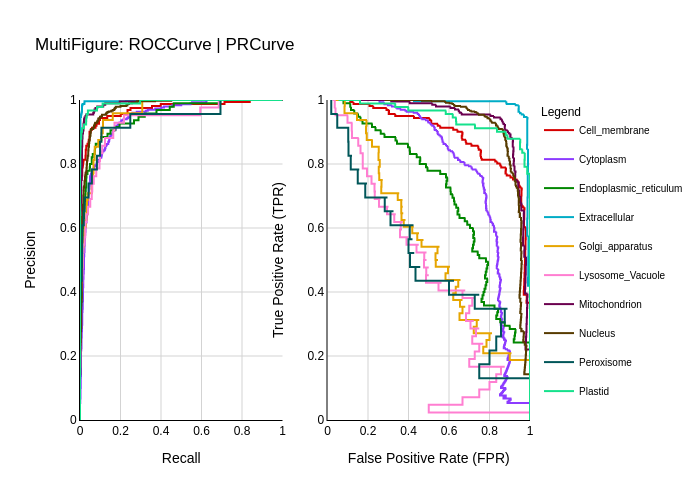 MultiFigure: ROCCurve | PRCurve
Precision
1
0.8
0.6
0.4
0.2
0
0
0.2
0.4
0.6
0.8
1
Recall
True Positive Rate (TPR)
1
0.8
0.6
0.4
0.2
0
0
0.2
0.4
0.6
0.8
1
False Positive Rate (FPR)
Legend
Cell_membrane
Cytoplasm
Endoplasmic_reticulum
Extracellular
Golgi_apparatus
Lysosome_Vacuole
Mitochondrion
Nucleus
Peroxisome
Plastid